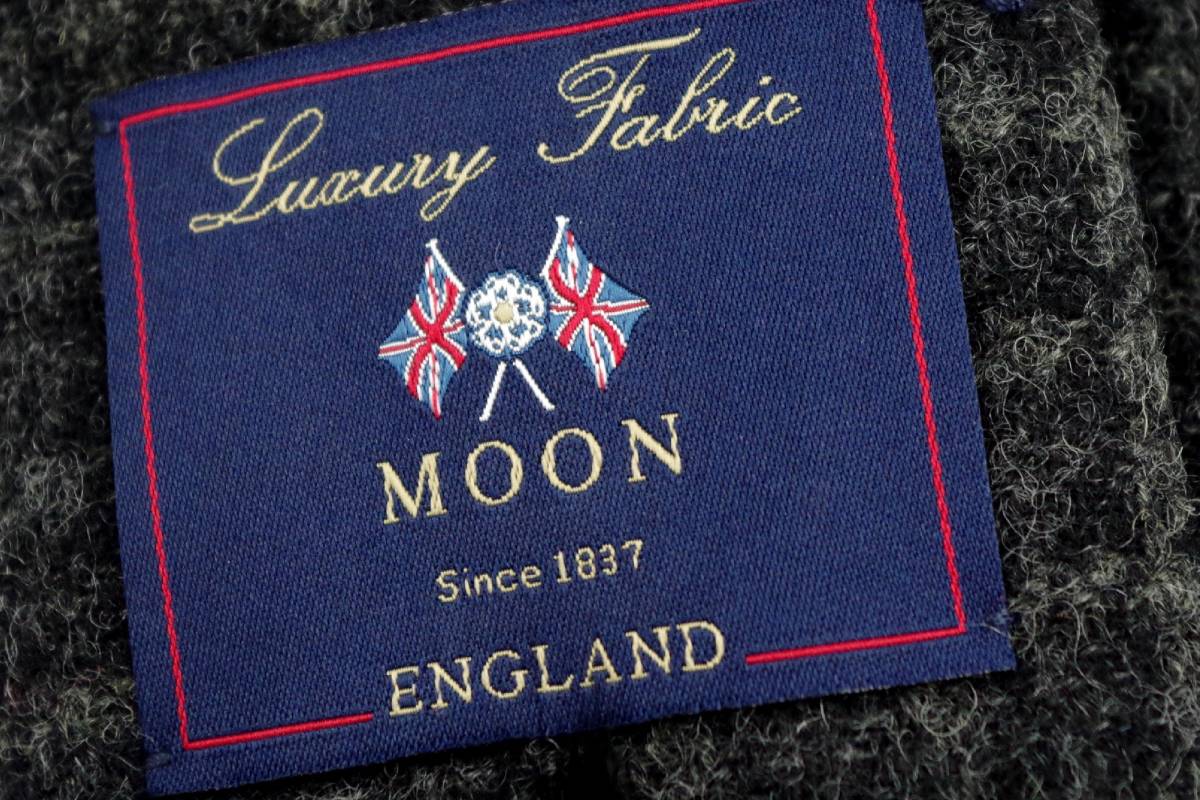 Luxury Fabric
MOON
Since 1837
ENGLAND